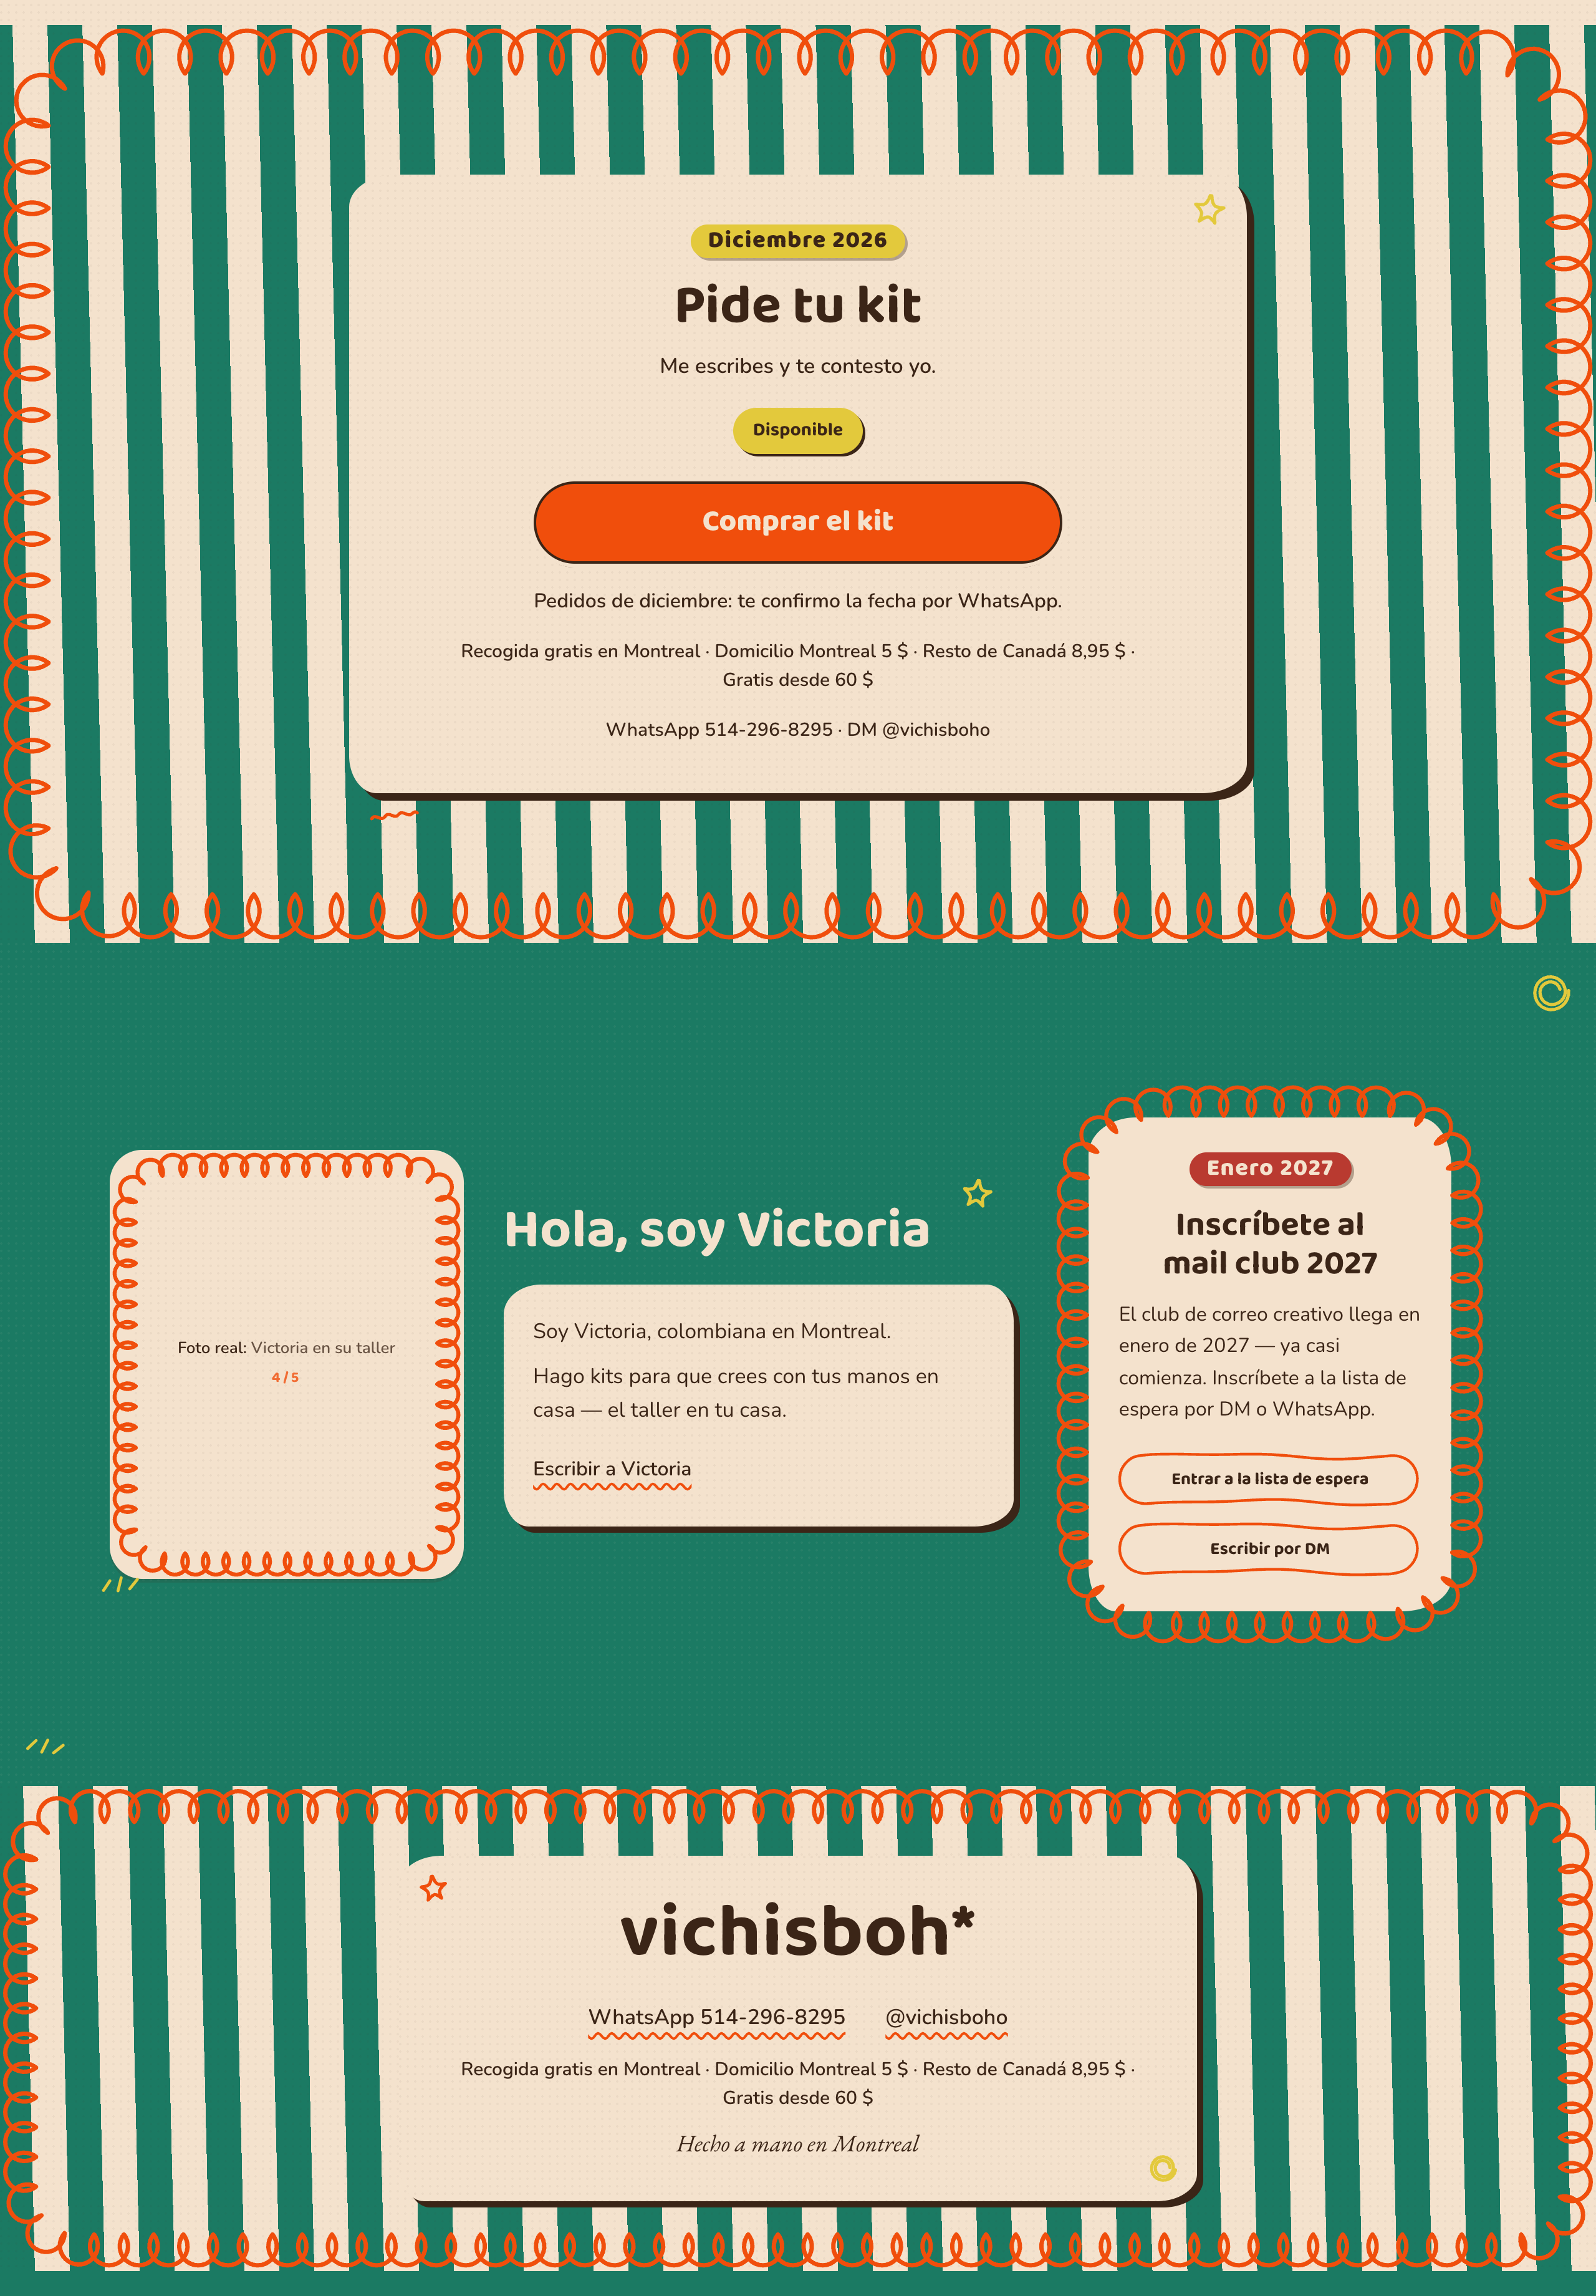 Diciembre 2026
Pide tu kit
Me escribes y te contesto yo.
Disponible
Comprar el kit
Pedidos de diciembre: te confirmo la fecha por WhatsApp.
Recogida gratis en Montreal · Domicilio Montreal 5 $ · Resto de Canadá 8,95 $ ·
Gratis desde 60 $
WhatsApp 514-296-8295 · DM @vichisboho
Foto real: Victoria en su taller
4 / 5
Hola, soy Victoria
Soy Victoria, colombiana en Montreal.
Hago kits para que crees con tus manos en
casa — el taller en tu casa.
Escribir a Victoria
Enero 2027
Inscríbete al
mail club 2027
El club de correo creativo llega en
enero de 2027 — ya casi
comienza. Inscríbete a la lista de
espera por DM o WhatsApp.
Entrar a la lista de espera
Escribir por DM
vichisboh*
WhatsApp 514-296-8295 @vichisboho
Recogida gratis en Montreal · Domicilio Montreal 5 $ · Resto de Canadá 8,95 $ ·
Gratis desde 60 $
Hecho a mano en Montreal